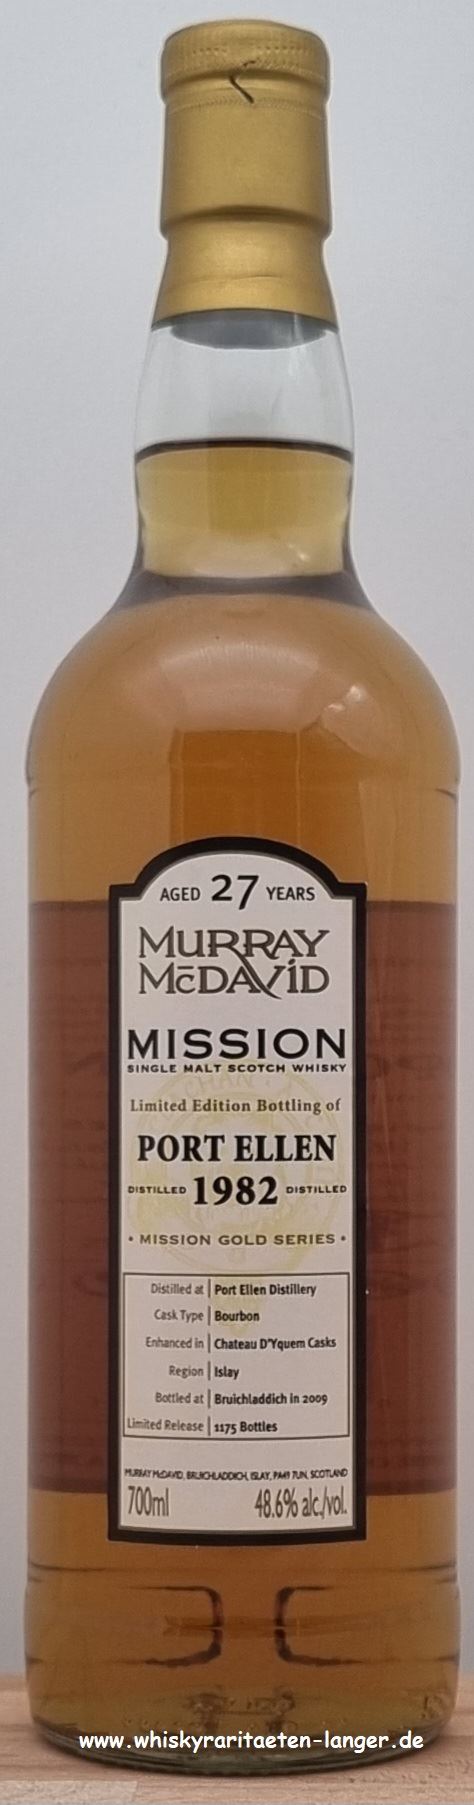 AGED 27 YEARS
MURRAY
McDAVID
MISSION
SINGLE MALT SCOTCH WHISKY
Limited Edition Bottling of
PORT ELLEN
DISTILLED 1982 DISTILLED
• MISSION GOLD SERIES •
Distilled at | Port Ellen Distillery
Cask Type | Bourbon
Enhanced in | Chateau D'Yquem Casks
Region | Islay
Bottled at | Bruichladdich in 2009
Limited Release | 1175 Bottles
MURRAY McDAVID, BRUICHLADDICH, ISLAY, PA49 7UN, SCOTLAND
700ml 48.6% alc./vol.
www.whiskyraritaeten-langer.de